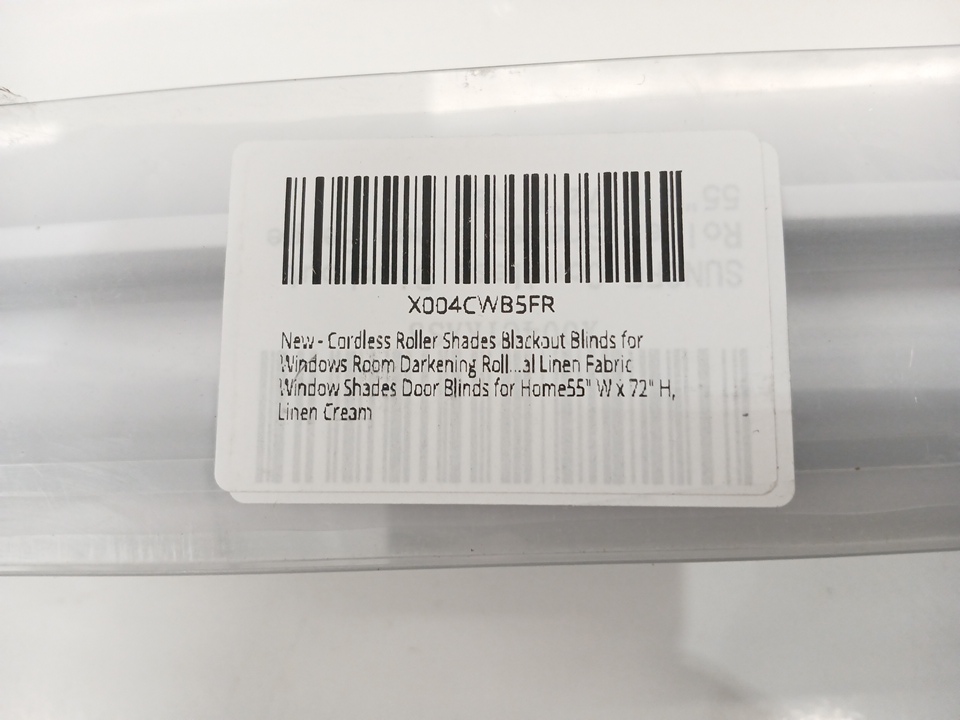 X004CWB5FR
New - Cordless Roller Shades Blackout Blinds for
Windows Room Darkening Roll...al Linen Fabric
Window Shades Door Blinds for Home55" W x 72" H,
Linen Cream